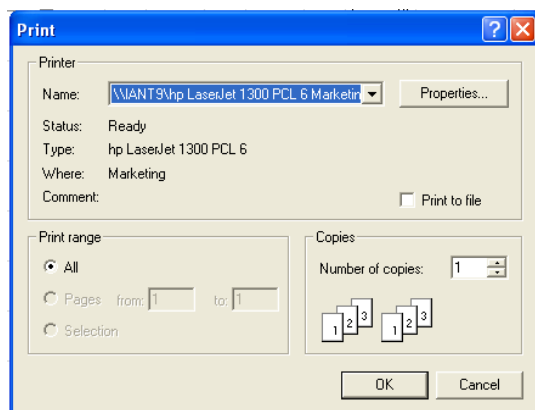 Print
Printer
Name: \\IANT9\hp LaserJet 1300 PCL 6 Marketin Properties...
Status: Ready
Type: hp LaserJet 1300 PCL 6
Where: Marketing
Comment: Print to file
Print range
All
Pages from: 1 to: 1
Selection
Copies
Number of copies: 1
1 2 3 1 2 3
OK Cancel